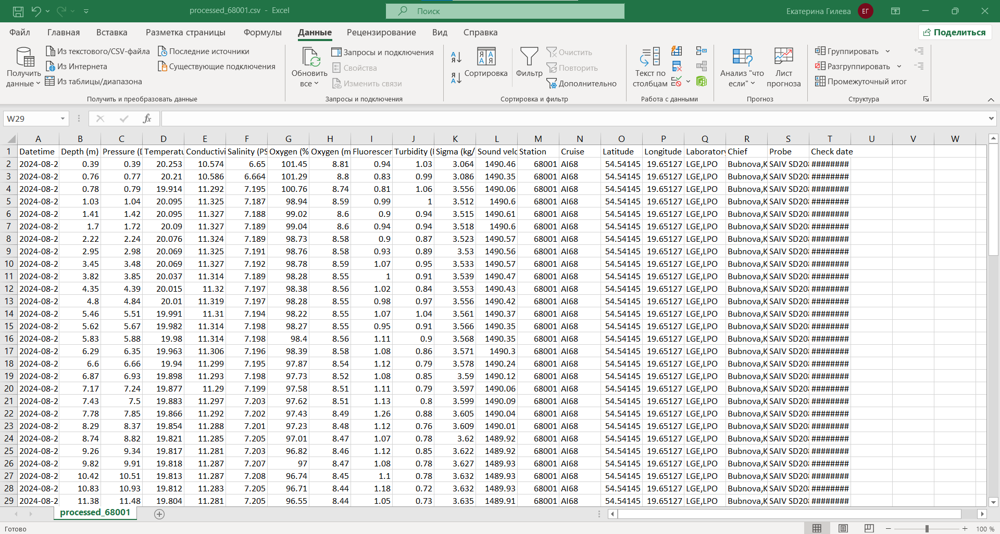 processed_68001.csv - Excel
Поиск
Екатерина Гилева ЕГ
Файл Главная Вставка Разметка страницы Формулы Данные Рецензирование Вид Справка Поделиться
Получить данные
Из текстового/CSV-файла
Из Интернета
Из таблицы/диапазона
Последние источники
Существующие подключения
Получить и преобразовать данные
Обновить все
Запросы и подключения
Свойства
Изменить связи
Запросы и подключения
Сортировка
Фильтр
Очистить
Повторить
Дополнительно
Сортировка и фильтр
Текст по столбцам
Работа с данными
Анализ "что если"
Лист прогноза
Прогноз
Группировать
Разгруппировать
Промежуточный итог
Структура
W29 fx
A B C D E F G H I J K L M N O P Q R S T U V W
1 Datetime Depth (m) Pressure (D Temperatu Conductivi Salinity (PS Oxygen (% Oxygen (m Fluorescer Turbidity ( Sigma (kg/ Sound velo Station Cruise Latitude Longitude Laboratory Chief Probe Check date
2 2024-08-2 0.39 0.39 20.253 10.574 6.65 101.45 8.81 0.94 1.03 3.064 1490.46 68001 AI68 54.54145 19.65127 LGE,LPO Bubnova,K SAIV SD208 ########
3 2024-08-2 0.76 0.77 20.21 10.586 6.664 101.29 8.8 0.83 0.99 3.086 1490.35 68001 AI68 54.54145 19.65127 LGE,LPO Bubnova,K SAIV SD208 ########
4 2024-08-2 0.78 0.79 19.914 11.292 7.195 100.76 8.74 0.81 1.06 3.556 1490.06 68001 AI68 54.54145 19.65127 LGE,LPO Bubnova,K SAIV SD208 ########
5 2024-08-2 1.03 1.04 20.095 11.325 7.187 98.94 8.59 0.99 1 3.512 1490.6 68001 AI68 54.54145 19.65127 LGE,LPO Bubnova,K SAIV SD208 ########
6 2024-08-2 1.41 1.42 20.095 11.327 7.188 99.02 8.6 0.9 0.94 3.515 1490.61 68001 AI68 54.54145 19.65127 LGE,LPO Bubnova,K SAIV SD208 ########
7 2024-08-2 1.7 1.72 20.09 11.327 7.189 99.04 8.6 0.94 0.94 3.518 1490.6 68001 AI68 54.54145 19.65127 LGE,LPO Bubnova,K SAIV SD208 ########
8 2024-08-2 2.22 2.24 20.076 11.324 7.189 98.73 8.58 0.9 0.87 3.523 1490.57 68001 AI68 54.54145 19.65127 LGE,LPO Bubnova,K SAIV SD208 ########
9 2024-08-2 2.95 2.98 20.069 11.325 7.191 98.76 8.58 0.93 0.89 3.53 1490.56 68001 AI68 54.54145 19.65127 LGE,LPO Bubnova,K SAIV SD208 ########
10 2024-08-2 3.45 3.48 20.069 11.327 7.192 98.78 8.59 1.07 0.95 3.533 1490.57 68001 AI68 54.54145 19.65127 LGE,LPO Bubnova,K SAIV SD208 ########
11 2024-08-2 3.82 3.85 20.037 11.314 7.189 98.28 8.55 1 0.91 3.539 1490.47 68001 AI68 54.54145 19.65127 LGE,LPO Bubnova,K SAIV SD208 ########
12 2024-08-2 4.35 4.39 20.015 11.32 7.197 98.38 8.56 1.02 0.84 3.553 1490.43 68001 AI68 54.54145 19.65127 LGE,LPO Bubnova,K SAIV SD208 ########
13 2024-08-2 4.8 4.84 20.01 11.319 7.197 98.28 8.55 0.98 0.97 3.556 1490.42 68001 AI68 54.54145 19.65127 LGE,LPO Bubnova,K SAIV SD208 ########
14 2024-08-2 5.46 5.51 19.991 11.31 7.194 98.22 8.55 1.07 1.04 3.561 1490.37 68001 AI68 54.54145 19.65127 LGE,LPO Bubnova,K SAIV SD208 ########
15 2024-08-2 5.62 5.67 19.982 11.314 7.198 98.27 8.55 0.95 0.91 3.566 1490.35 68001 AI68 54.54145 19.65127 LGE,LPO Bubnova,K SAIV SD208 ########
16 2024-08-2 5.83 5.88 19.98 11.314 7.198 98.4 8.56 1.11 0.9 3.568 1490.35 68001 AI68 54.54145 19.65127 LGE,LPO Bubnova,K SAIV SD208 ########
17 2024-08-2 6.29 6.35 19.963 11.306 7.196 98.39 8.58 1.08 0.86 3.571 1490.3 68001 AI68 54.54145 19.65127 LGE,LPO Bubnova,K SAIV SD208 ########
18 2024-08-2 6.6 6.66 19.94 11.299 7.195 97.87 8.54 1.12 0.79 3.578 1490.24 68001 AI68 54.54145 19.65127 LGE,LPO Bubnova,K SAIV SD208 ########
19 2024-08-2 6.87 6.93 19.898 11.293 7.198 97.73 8.52 1.08 0.85 3.59 1490.12 68001 AI68 54.54145 19.65127 LGE,LPO Bubnova,K SAIV SD208 ########
20 2024-08-2 7.17 7.24 19.877 11.29 7.199 97.58 8.51 1.11 0.79 3.597 1490.06 68001 AI68 54.54145 19.65127 LGE,LPO Bubnova,K SAIV SD208 ########
21 2024-08-2 7.43 7.5 19.883 11.297 7.203 97.62 8.51 1.13 0.8 3.599 1490.09 68001 AI68 54.54145 19.65127 LGE,LPO Bubnova,K SAIV SD208 ########
22 2024-08-2 7.78 7.85 19.866 11.292 7.202 97.43 8.49 1.26 0.88 3.605 1490.04 68001 AI68 54.54145 19.65127 LGE,LPO Bubnova,K SAIV SD208 ########
23 2024-08-2 8.29 8.37 19.854 11.288 7.201 97.23 8.48 1.12 0.76 3.609 1490.01 68001 AI68 54.54145 19.65127 LGE,LPO Bubnova,K SAIV SD208 ########
24 2024-08-2 8.74 8.82 19.821 11.285 7.205 97.01 8.47 1.07 0.78 3.62 1489.92 68001 AI68 54.54145 19.65127 LGE,LPO Bubnova,K SAIV SD208 ########
25 2024-08-2 9.26 9.34 19.817 11.281 7.203 96.82 8.46 1.12 0.85 3.622 1489.92 68001 AI68 54.54145 19.65127 LGE,LPO Bubnova,K SAIV SD208 ########
26 2024-08-2 9.82 9.91 19.818 11.287 7.207 97 8.47 1.08 0.78 3.627 1489.93 68001 AI68 54.54145 19.65127 LGE,LPO Bubnova,K SAIV SD208 ########
27 2024-08-2 10.42 10.51 19.813 11.287 7.208 96.74 8.45 1.1 0.78 3.632 1489.93 68001 AI68 54.54145 19.65127 LGE,LPO Bubnova,K SAIV SD208 ########
28 2024-08-2 10.83 10.93 19.812 11.283 7.205 96.71 8.44 1.18 0.72 3.632 1489.93 68001 AI68 54.54145 19.65127 LGE,LPO Bubnova,K SAIV SD208 ########
29 2024-08-2 11.38 11.48 19.804 11.281 7.205 96.55 8.44 1.05 0.73 3.635 1489.91 68001 AI68 54.54145 19.65127 LGE,LPO Bubnova,K SAIV SD208 ########
processed_68001
Готово 100 %